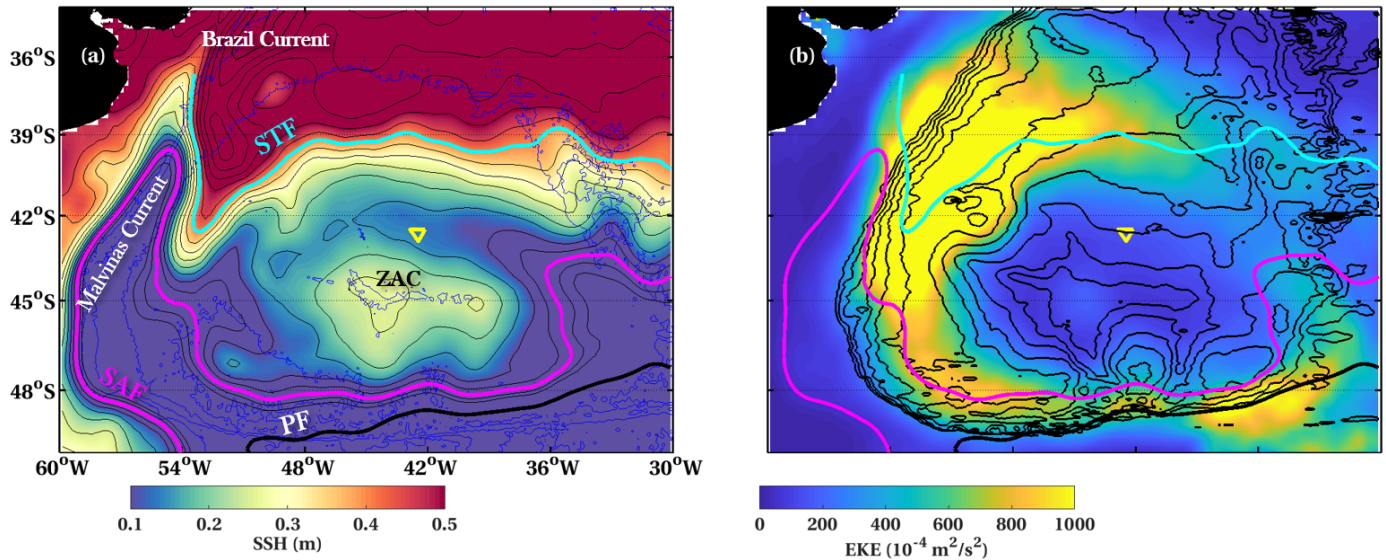 (a)
Brazil Current
36°S
STF
39°S
Malvinas Current
42°S
ZAC
45°S
SAF
48°S
PF
60°W 54°W 48°W 42°W 36°W 30°W
0.1 0.2 0.3 0.4 0.5
SSH (m)
(b)
0 200 400 600 800 1000
EKE (10⁻⁴ m²/s²)